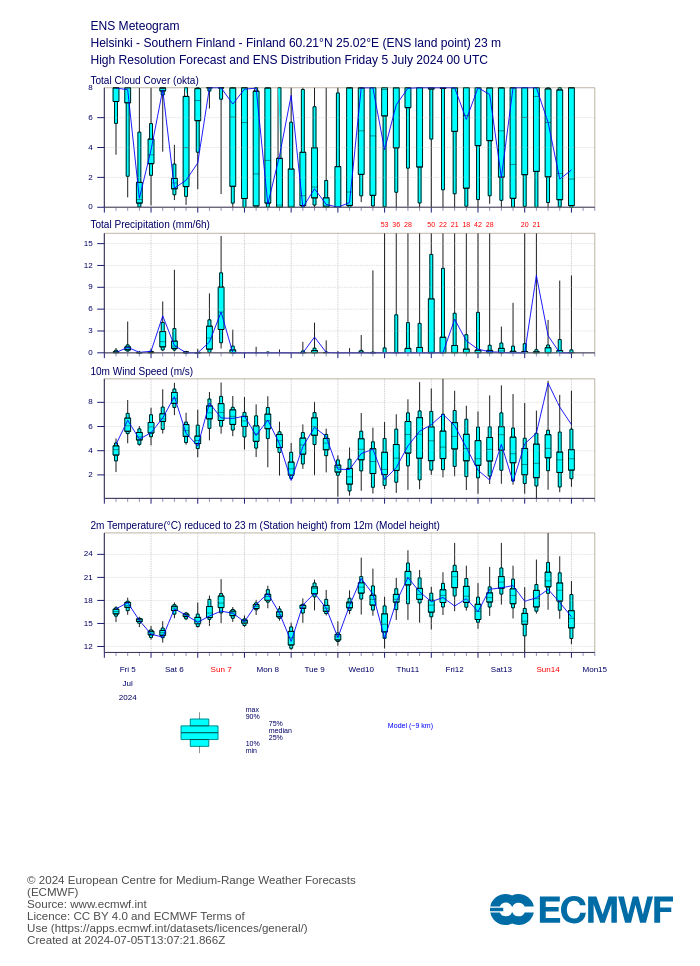 ENS Meteogram
Helsinki - Southern Finland - Finland 60.21°N 25.02°E (ENS land point) 23 m
High Resolution Forecast and ENS Distribution Friday 5 July 2024 00 UTC
Total Cloud Cover (okta)
8
6
4
2
0
Total Precipitation (mm/6h)
53 36 28 50 22 21 18 42 28 20 21
15
12
9
6
3
0
10m Wind Speed (m/s)
8
6
4
2
2m Temperature(°C) reduced to 23 m (Station height) from 12m (Model height)
24
21
18
15
12
Fri 5 Sat 6 Sun 7 Mon 8 Tue 9 Wed10 Thu11 Fri12 Sat13 Sun14 Mon15
Jul
2024
max
90%
75%
median
25%
10%
min
Model (~9 km)
© 2024 European Centre for Medium-Range Weather Forecasts
(ECMWF)
Source: www.ecmwf.int
Licence: CC BY 4.0 and ECMWF Terms of
Use (https://apps.ecmwf.int/datasets/licences/general/)
Created at 2024-07-05T13:07:21.866Z
ECMWF